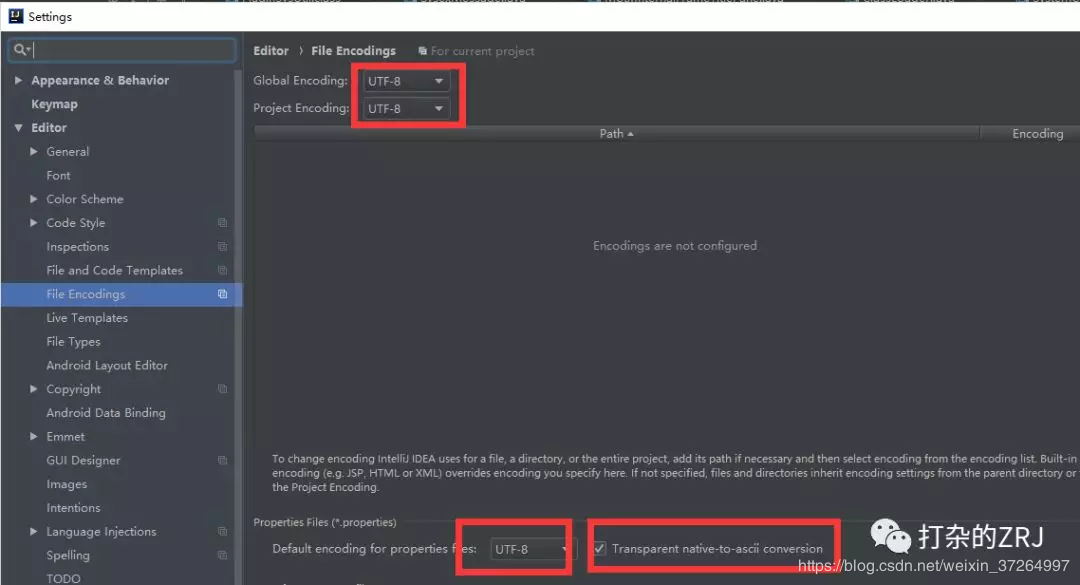 Settings
Editor › File Encodings For current project
Global Encoding: UTF-8
Project Encoding: UTF-8
Path Encoding
Encodings are not configured
Appearance & Behavior
Keymap
Editor
General
Font
Color Scheme
Code Style
Inspections
File and Code Templates
File Encodings
Live Templates
File Types
Android Layout Editor
Copyright
Android Data Binding
Emmet
GUI Designer
Images
Intentions
Language Injections
Spelling
TODO
To change encoding IntelliJ IDEA uses for a file, a directory, or the entire project, add its path if necessary and then select encoding from the encoding list. Built-in
encoding (e.g. JSP, HTML or XML) overrides encoding you specify here. If not specified, files and directories inherit encoding settings from the parent directory or
the Project Encoding.
Properties Files (*.properties)
Default encoding for properties files: UTF-8 Transparent native-to-ascii conversion
打杂的ZRJ
https://blog.csdn.net/weixin_37264997